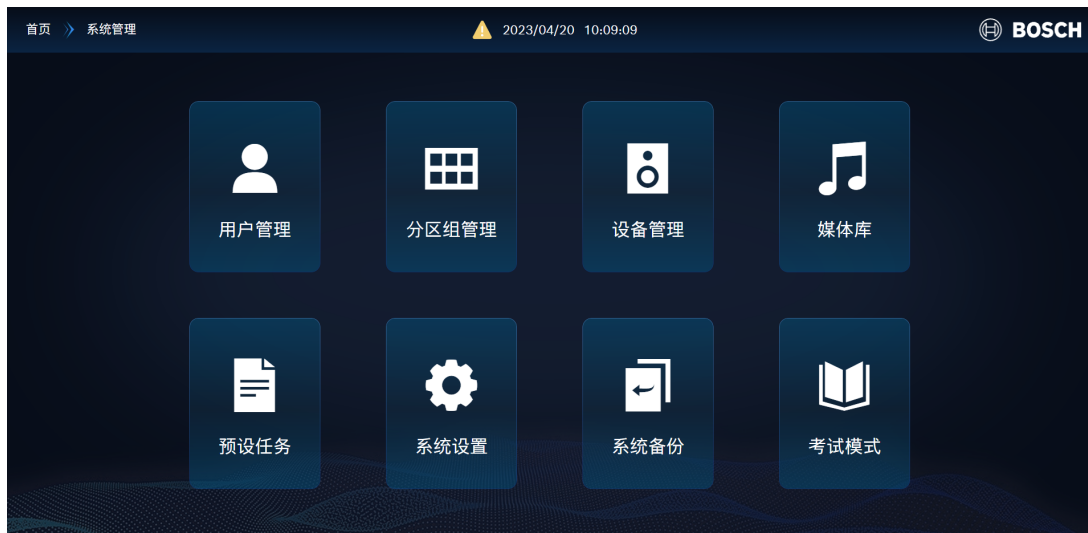 首页 系统管理 2023/04/20 10:09:09 BOSCH
用户管理 分区组管理 设备管理 媒体库
预设任务 系统设置 系统备份 考试模式